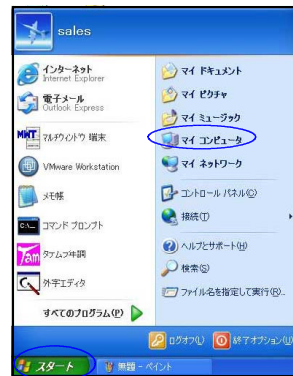 sales
インターネット
Internet Explorer
電子メール
Outlook Express
MWT マルチウィンドウ 端末
VMware Workstation
メモ帳
コマンド プロンプト
Tam タブムつ年調
外字エディタ
すべてのプログラム(P)
マイ ドキュメント
マイ ピクチャ
マイ ミュージック
マイ コンピュータ
マイ ネットワーク
コントロール パネル(C)
接続(T)
ヘルプとサポート(H)
検索(S)
ファイル名を指定して実行(R)...
ログオフ(L)
終了オプション(U)
スタート
無題 - ペイント